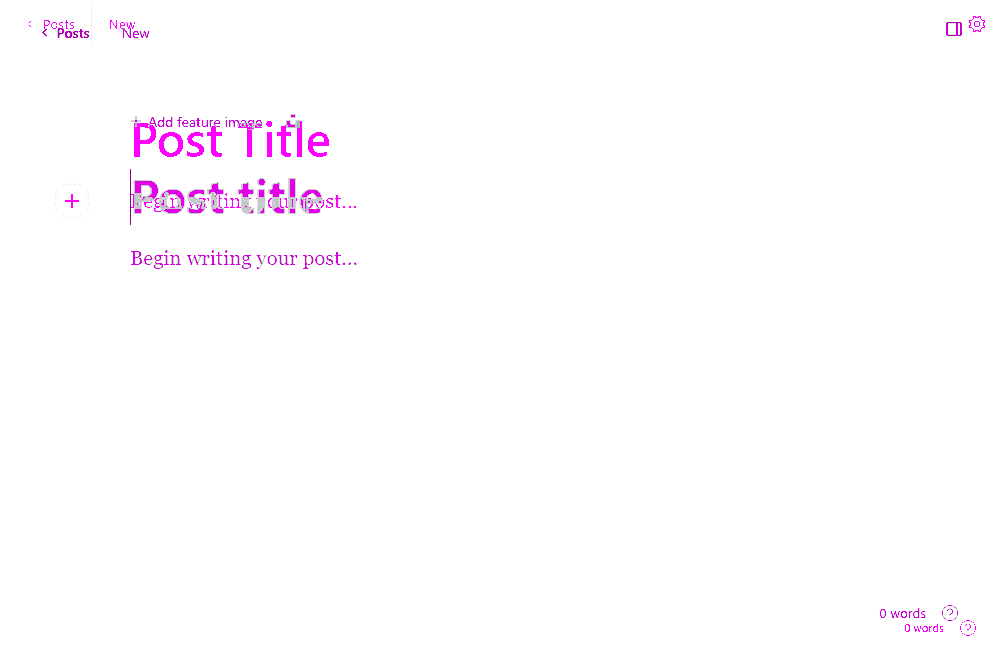 Posts New
Posts New
Add feature image
Post Title
Post title
Begin writing your post...
Begin writing your post...
0 words ?
0 words ?